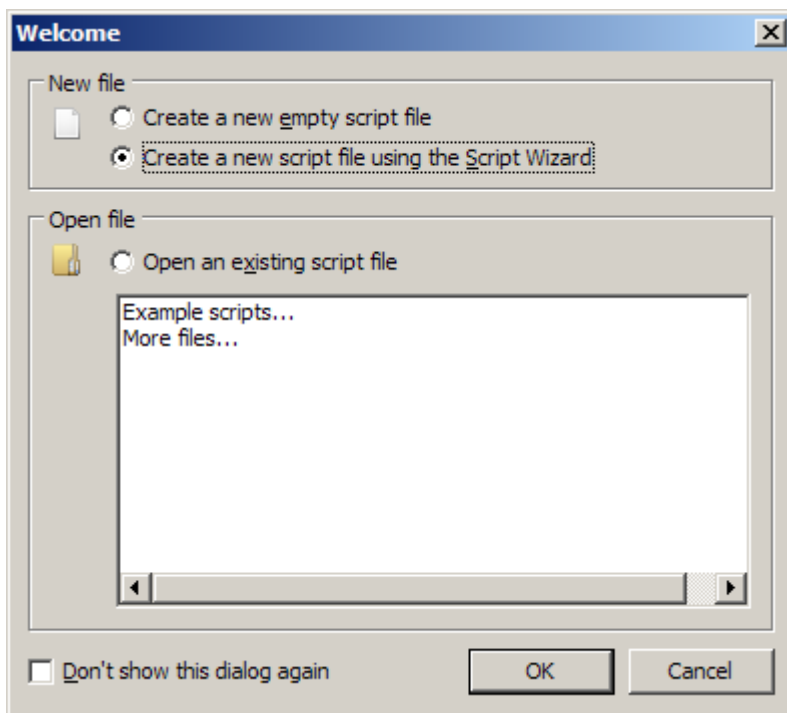 Welcome
New file
Create a new empty script file
Create a new script file using the Script Wizard
Open file
Open an existing script file
Example scripts...
More files...
Don't show this dialog again
OK
Cancel